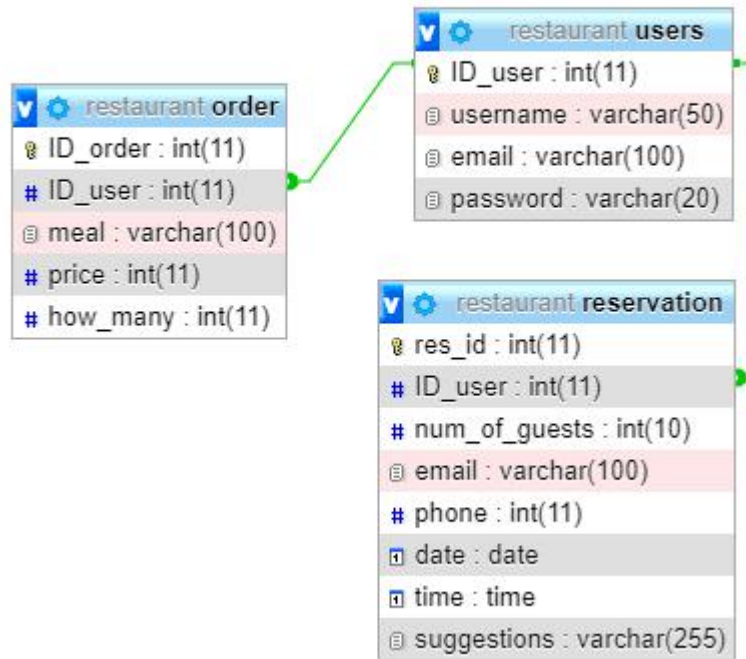 restaurant order
ID_order : int(11)
ID_user : int(11)
meal : varchar(100)
price : int(11)
how_many : int(11)
restaurant users
ID_user : int(11)
username : varchar(50)
email : varchar(100)
password : varchar(20)
restaurant reservation
res_id : int(11)
ID_user : int(11)
num_of_guests : int(10)
email : varchar(100)
phone : int(11)
date : date
time : time
suggestions : varchar(255)